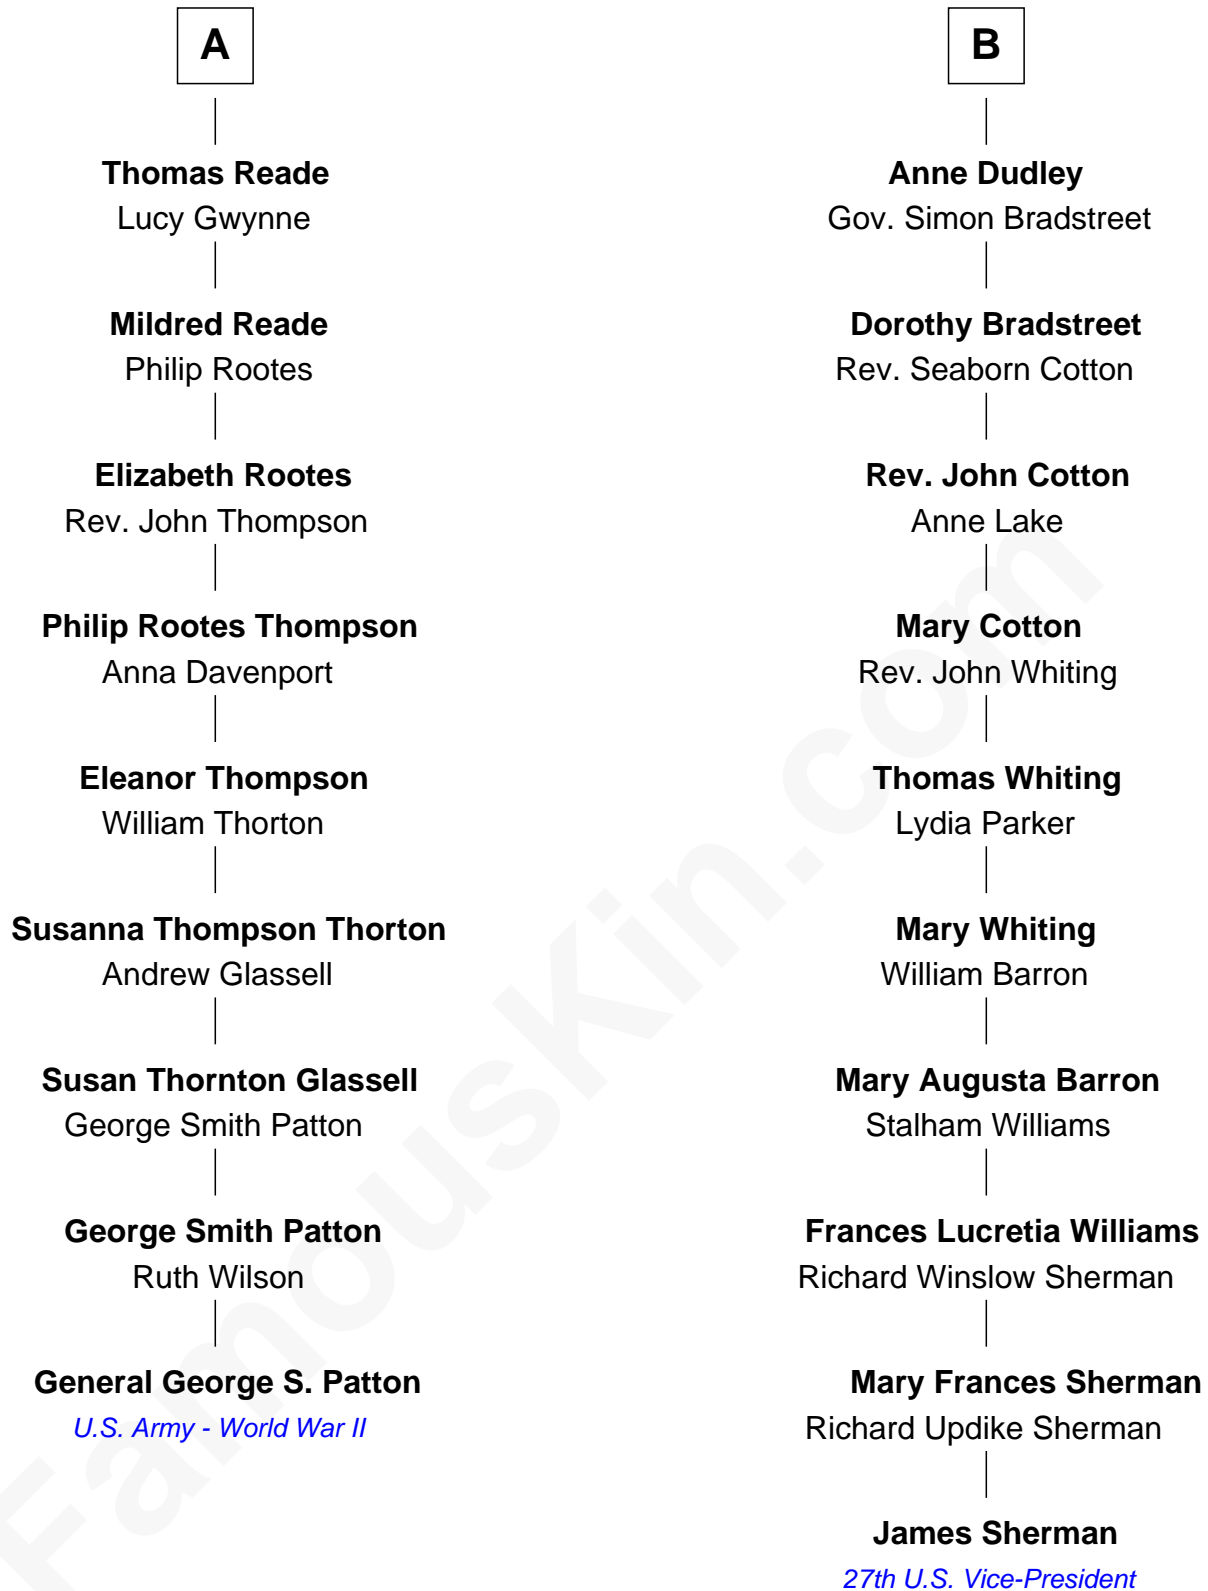 A
Thomas Reade
Lucy Gwynne
Mildred Reade
Philip Rootes
Elizabeth Rootes
Rev. John Thompson
Philip Rootes Thompson
Anna Davenport
Eleanor Thompson
William Thorton
Susanna Thompson Thorton
Andrew Glassell
Susan Thornton Glassell
George Smith Patton
George Smith Patton
Ruth Wilson
General George S. Patton
U.S. Army - World War II
B
Anne Dudley
Gov. Simon Bradstreet
Dorothy Bradstreet
Rev. Seaborn Cotton
Rev. John Cotton
Anne Lake
Mary Cotton
Rev. John Whiting
Thomas Whiting
Lydia Parker
Mary Whiting
William Barron
Mary Augusta Barron
Stalham Williams
Frances Lucretia Williams
Richard Winslow Sherman
Mary Frances Sherman
Richard Updike Sherman
James Sherman
27th U.S. Vice-President
FamousKin.com